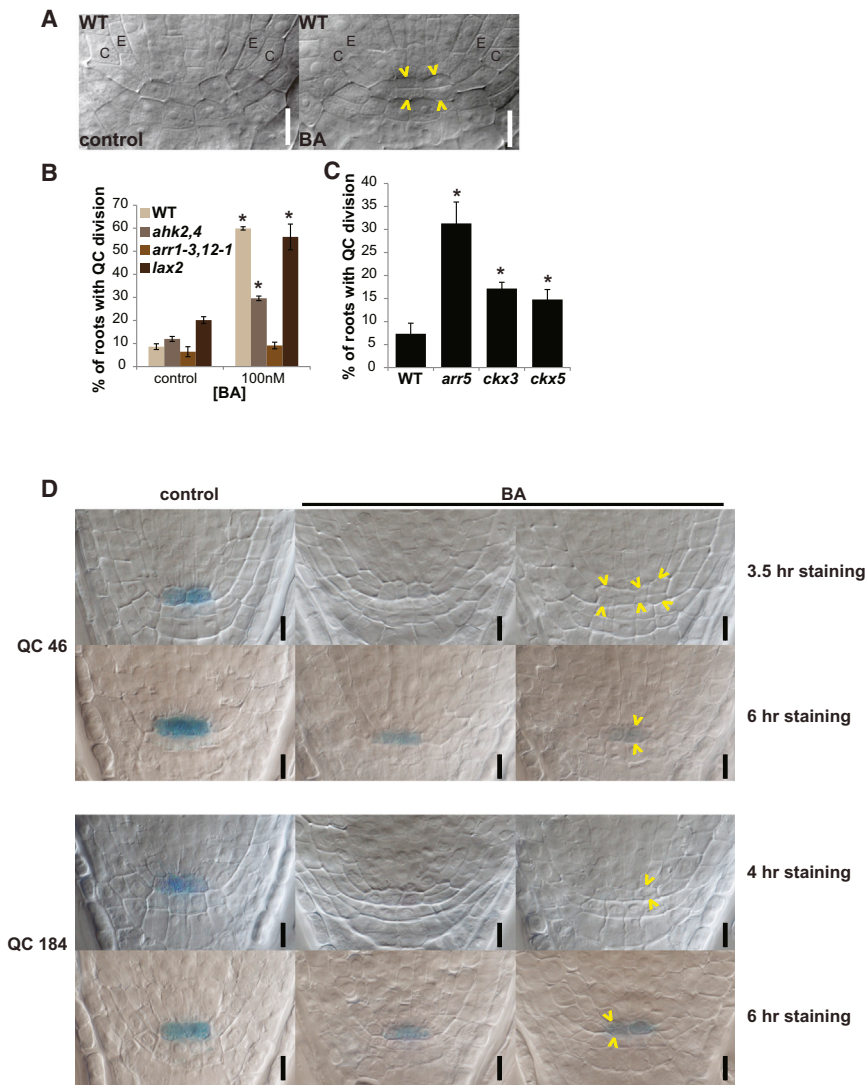 A
WT
E
C
E
C
control
WT
E
C
E
C
BA
B
% of roots with QC division
70
60
50
40
30
20
10
0
WT
ahk2,4
arr1-3,12-1
lax2
*
*
*
control
100nM
[BA]
C
% of roots with QC division
40
35
30
25
20
15
10
5
0
*
*
*
WT
arr5
ckx3
ckx5
D
control
BA
QC 46
3.5 hr staining
6 hr staining
QC 184
4 hr staining
6 hr staining